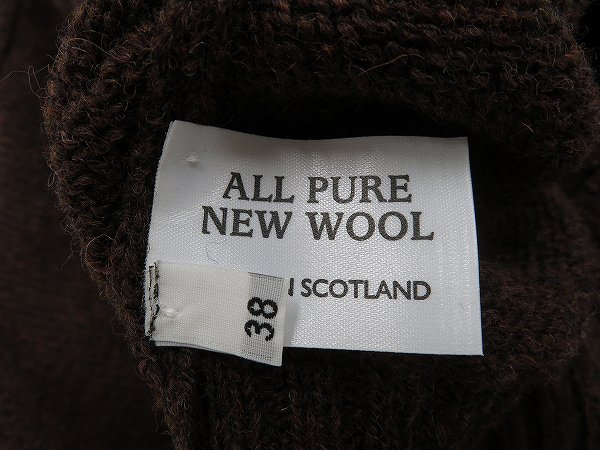 ALL PURE
NEW WOOL
N SCOTLAND
38